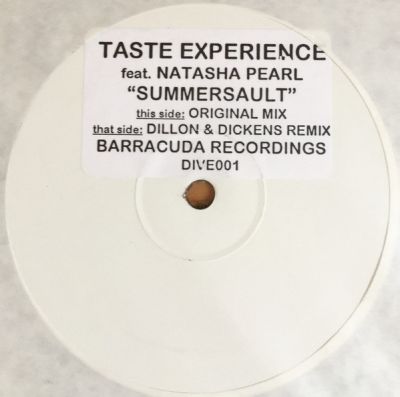 TASTE EXPERIENCE
feat. NATASHA PEARL
“SUMMERSAULT”
this side: ORIGINAL MIX
that side: DILLON & DICKENS REMIX
BARRACUDA RECORDINGS
DIVE001